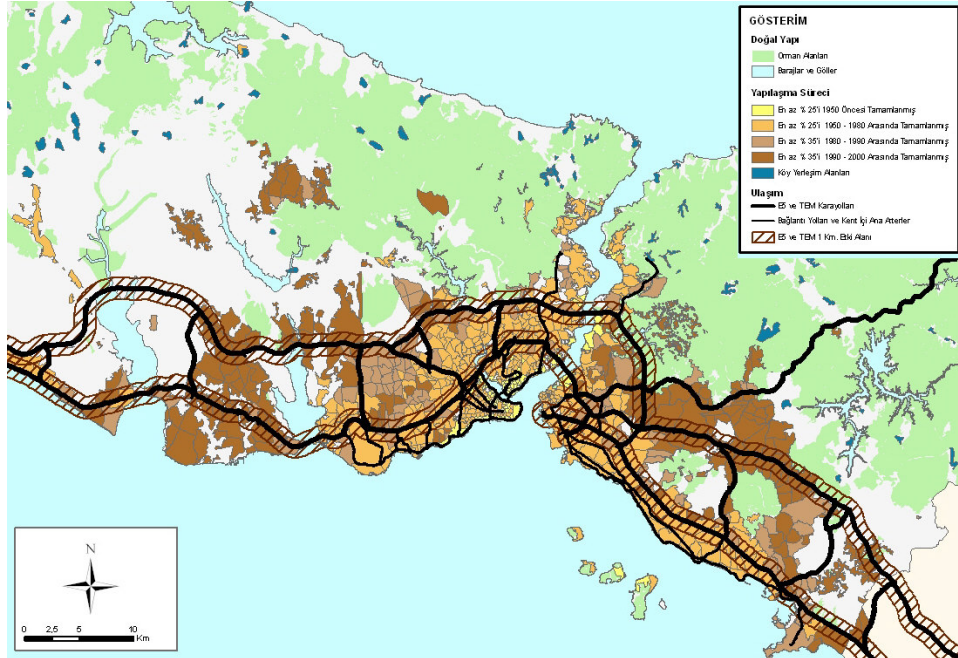 GÖSTERİM
Doğal Yapı
Orman Alanları
Barajlar ve Göller
Yapılaşma Süreci
En az % 25'i 1950 Öncesi Tamamlanmış
En az % 25'i 1950 - 1980 Arasında Tamamlanmış
En az % 35'i 1980 - 1990 Arasında Tamamlanmış
En az % 35'i 1990 - 2000 Arasında Tamamlanmış
Köy Yerleşim Alanları
Ulaşım
E5 ve TEM Karayolları
Bağlantı Yolları ve Kent İçi Ana Arterler
E5 ve TEM 1 Km. Etki Alanı
N
0 2,5 5 10
Km